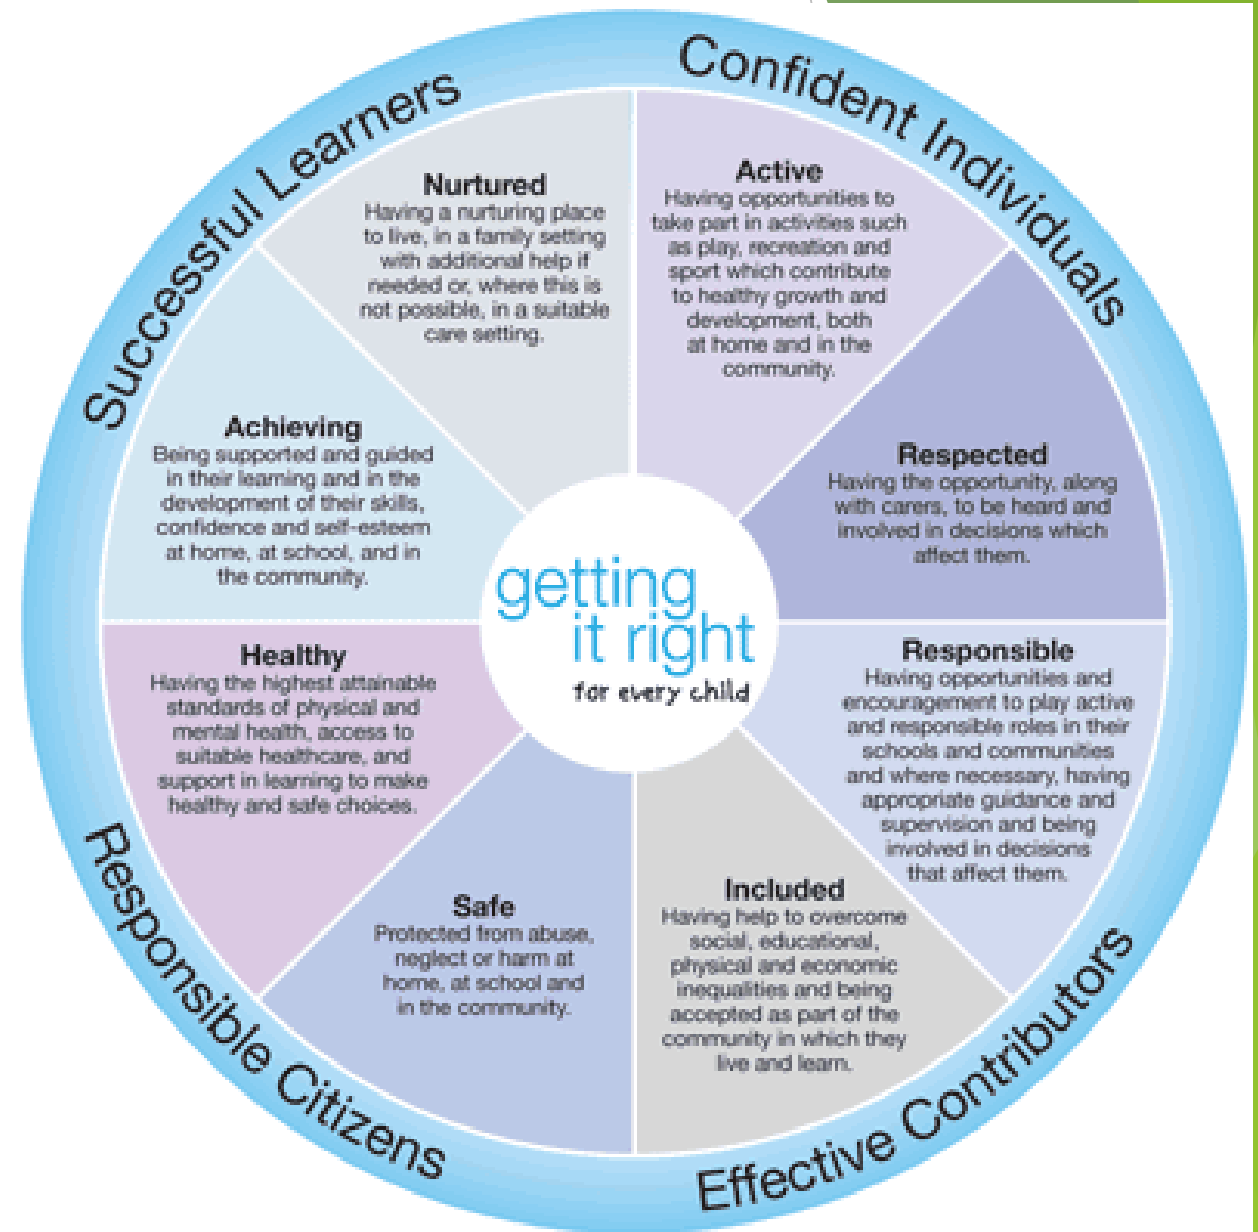 Successful Learners
Confident Individuals
Nurtured
Having a nurturing place
to live, in a family setting
with additional help if
needed or, where this is
not possible, in a suitable
care setting.
Active
Having opportunities to
take part in activities such
as play, recreation and
sport which contribute
to healthy growth and
development, both
at home and in the
community.
Achieving
Being supported and guided
in their learning and in the
development of their skills,
confidence and self-esteem
at home, at school, and in
the community.
Respected
Having the opportunity, along
with carers, to be heard and
involved in decisions which
affect them.
getting
it right
for every child
Healthy
Having the highest attainable
standards of physical and
mental health, access to
suitable healthcare, and
support in learning to make
healthy and safe choices.
Responsible
Having opportunities and
encouragement to play active
and responsible roles in their
schools and communities
and where necessary, having
appropriate guidance and
supervision and being
involved in decisions
that affect them.
Safe
Protected from abuse,
neglect or harm at
home, at school and
in the community.
Included
Having help to overcome
social, educational,
physical and economic
inequalities and being
accepted as part of the
community in which they
live and learn.
Responsible Citizens
Effective Contributors